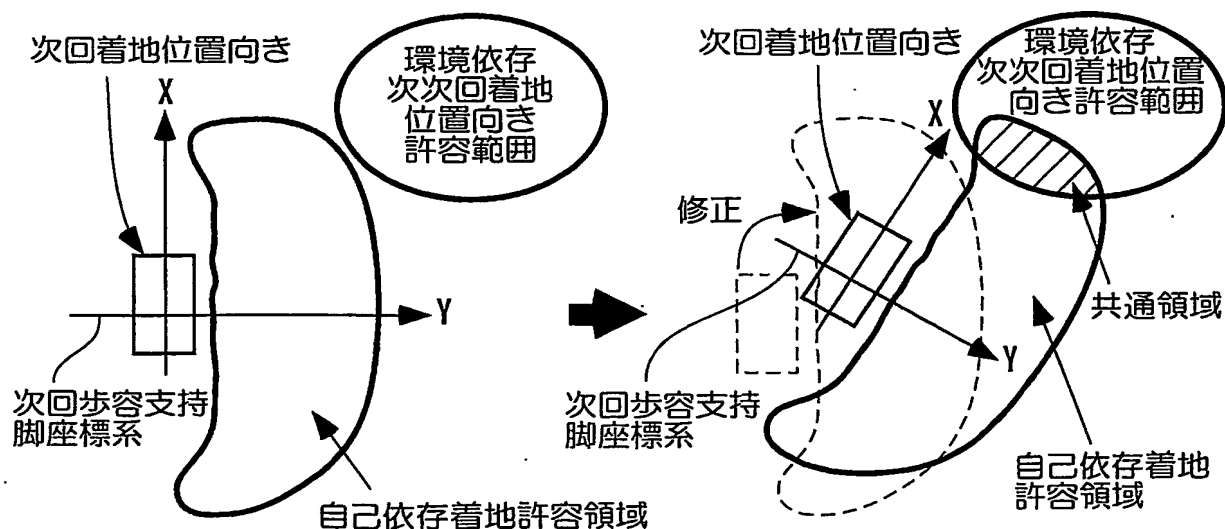 次回着地位置向き
X
環境依存
次次回着地
位置向き
許容範囲
Y
次回歩容支持
脚座標系
自己依存着地許容領域
次回着地位置向き
環境依存
次次回着地位置
向き許容範囲
X
修正
共通領域
Y
次回歩容支持
脚座標系
自己依存着地
許容領域